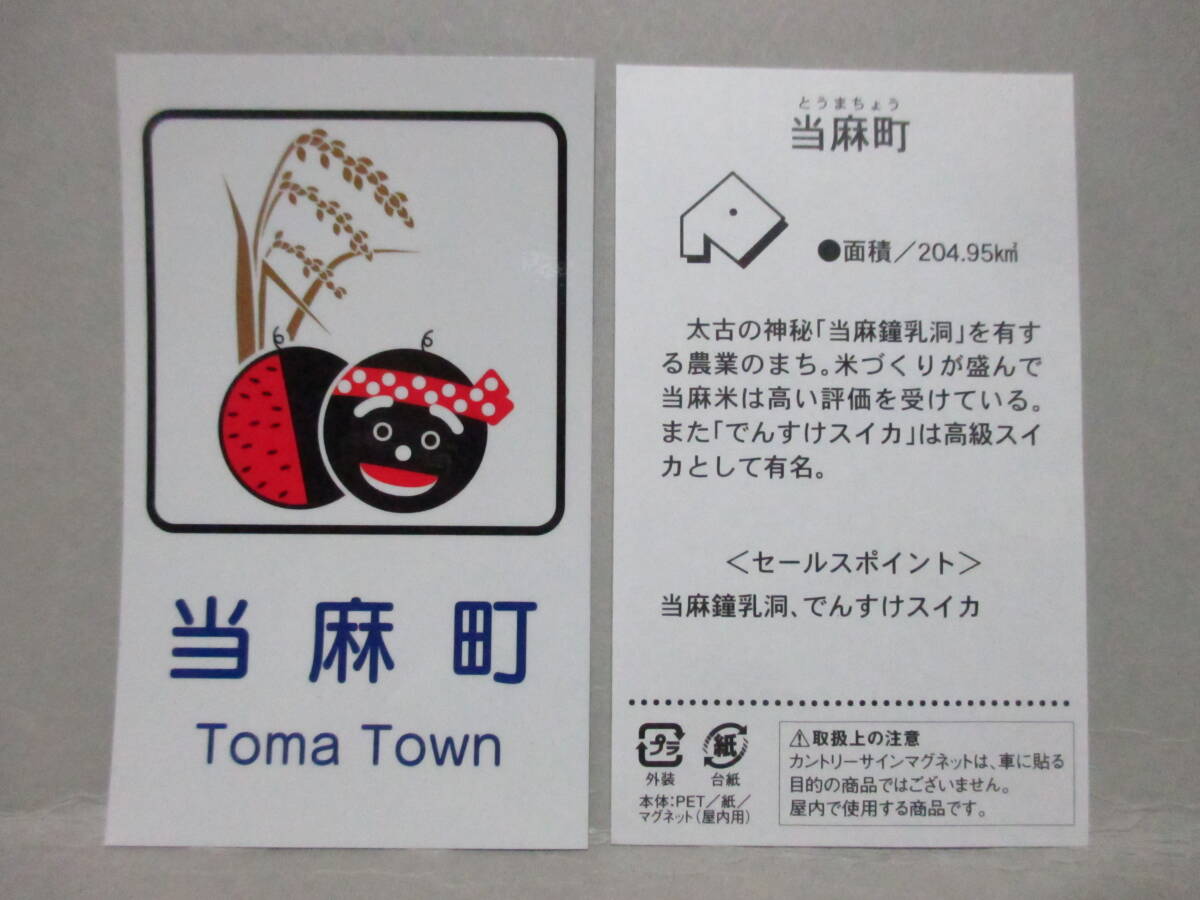 当麻町
Toma Town
とうまちょう
当麻町
●面積／204.95k㎡
太古の神秘「当麻鐘乳洞」を有す
る農業のまち。米づくりが盛んで
当麻米は高い評価を受けている。
また「でんすけスイカ」は高級スイ
カとして有名。
＜セールスポイント＞
当麻鐘乳洞、でんすけスイカ
プラ
外装
紙
台紙
本体：PET／紙／
マグネット（屋内用）
⚠取扱上の注意
カントリーサインマグネットは、車に貼る
目的の商品ではございません。
屋内で使用する商品です。